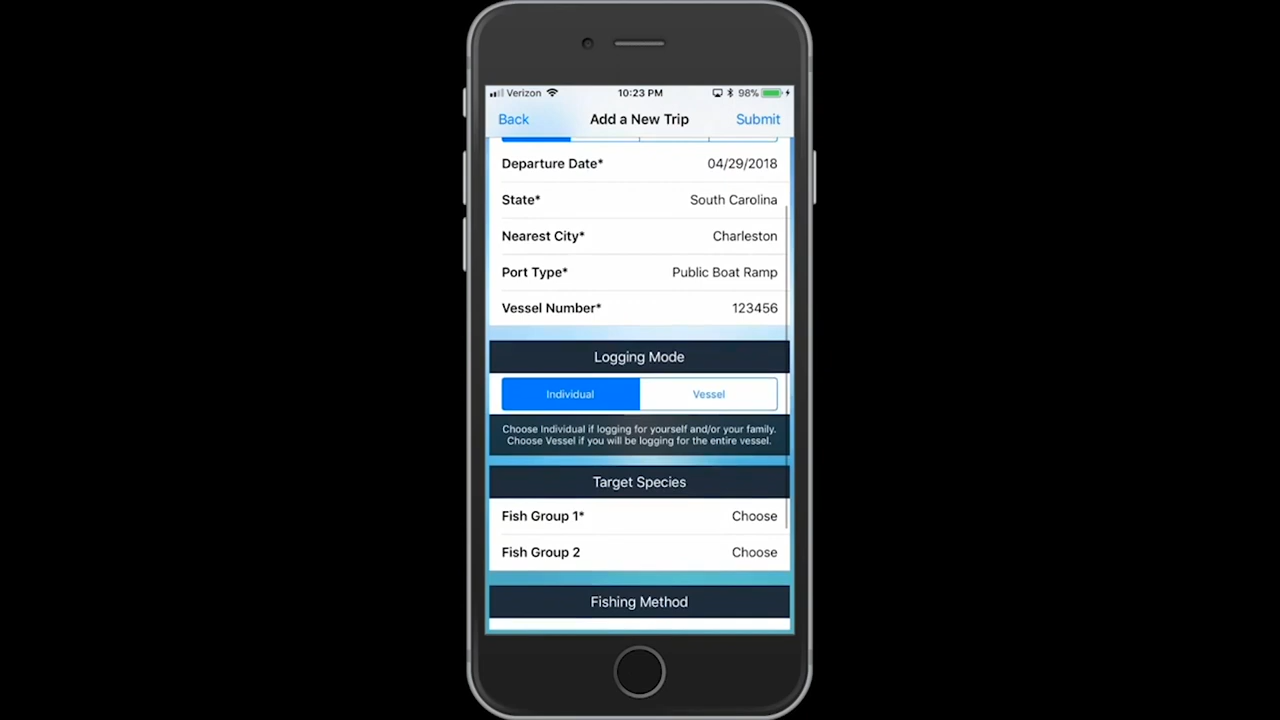 Verizon 10:23 PM 98%
Back Add a New Trip Submit
Departure Date* 04/29/2018
State* South Carolina
Nearest City* Charleston
Port Type* Public Boat Ramp
Vessel Number* 123456
Logging Mode
Individual Vessel
Choose Individual if logging for yourself and/or your family.
Choose Vessel if you will be logging for the entire vessel.
Target Species
Fish Group 1* Choose
Fish Group 2 Choose
Fishing Method